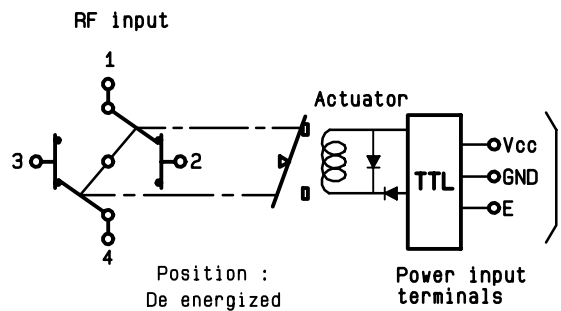 RF input
1
Actuator
3
2
TTL
Vcc
GND
E
4
Position :
De energized
Power input
terminals